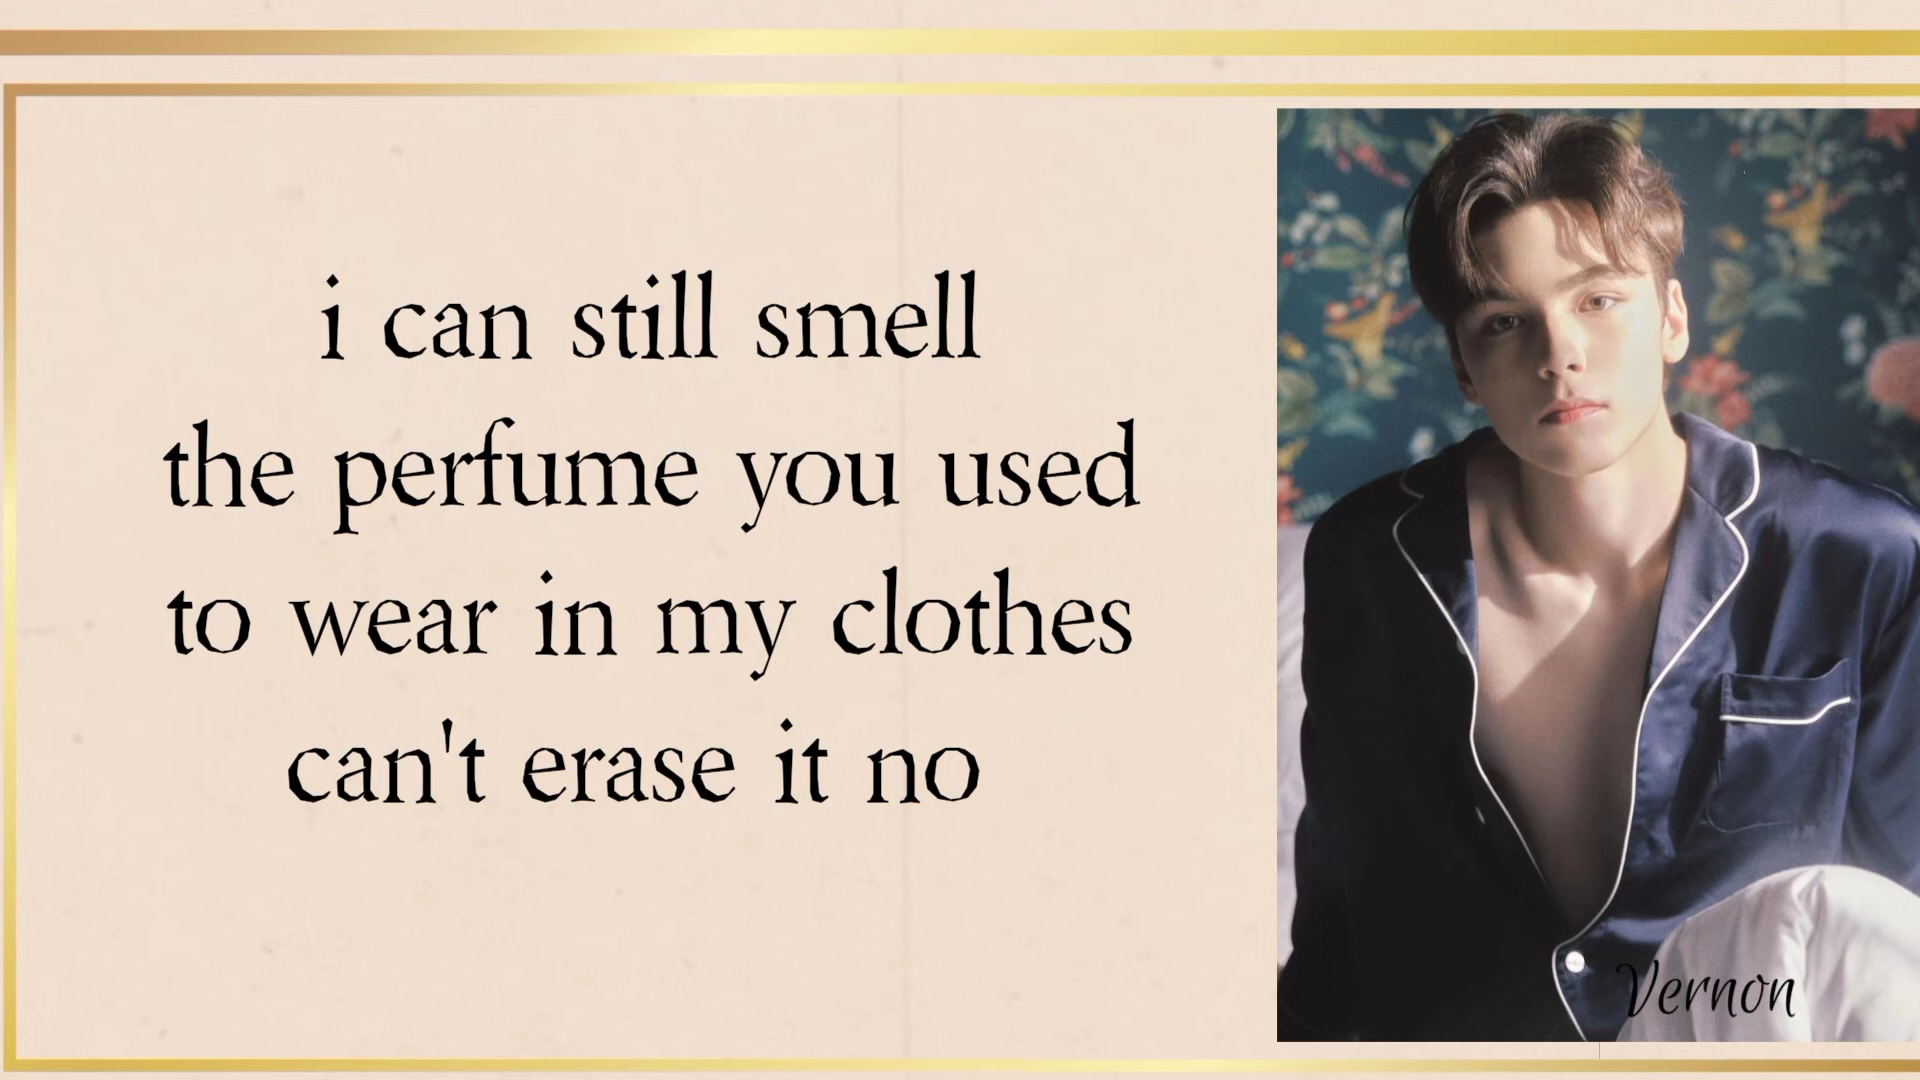 i can still smell
the perfume you used
to wear in my clothes
can't erase it no
Vernon